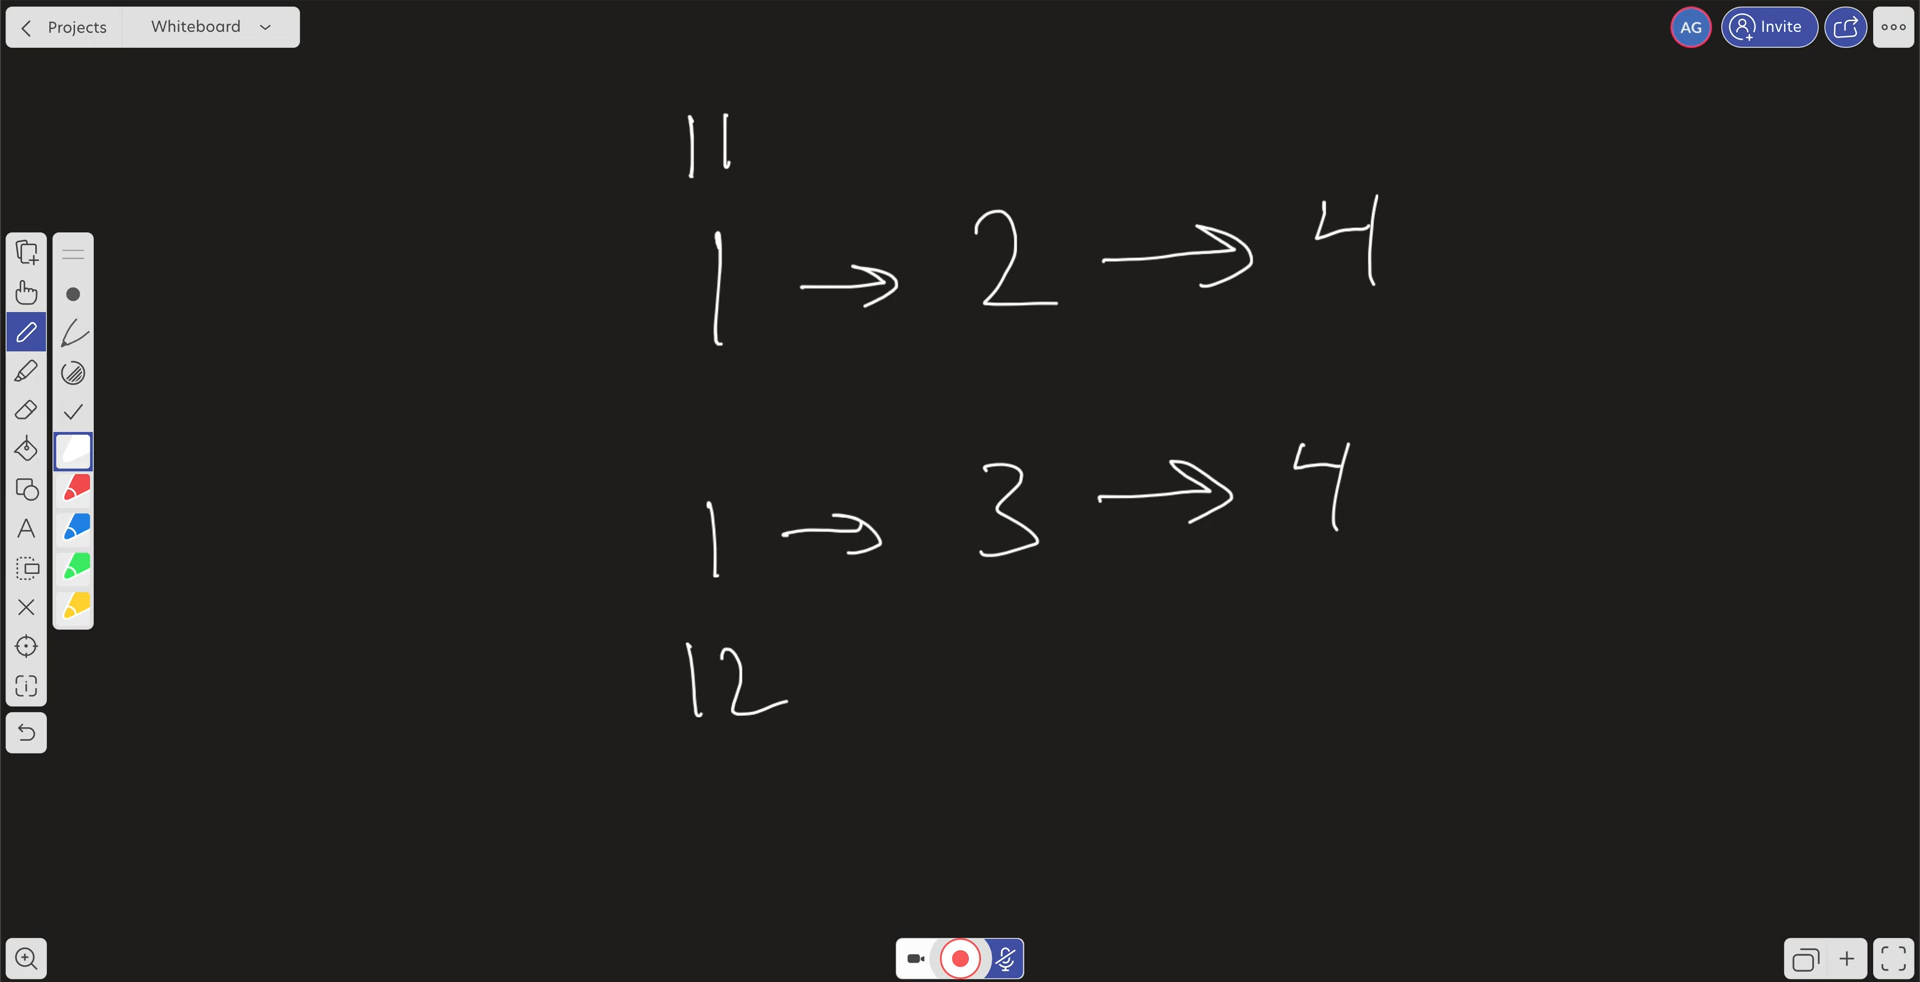 Projects Whiteboard AG Invite
11
1 → 2 → 4
1 → 3 → 4
12